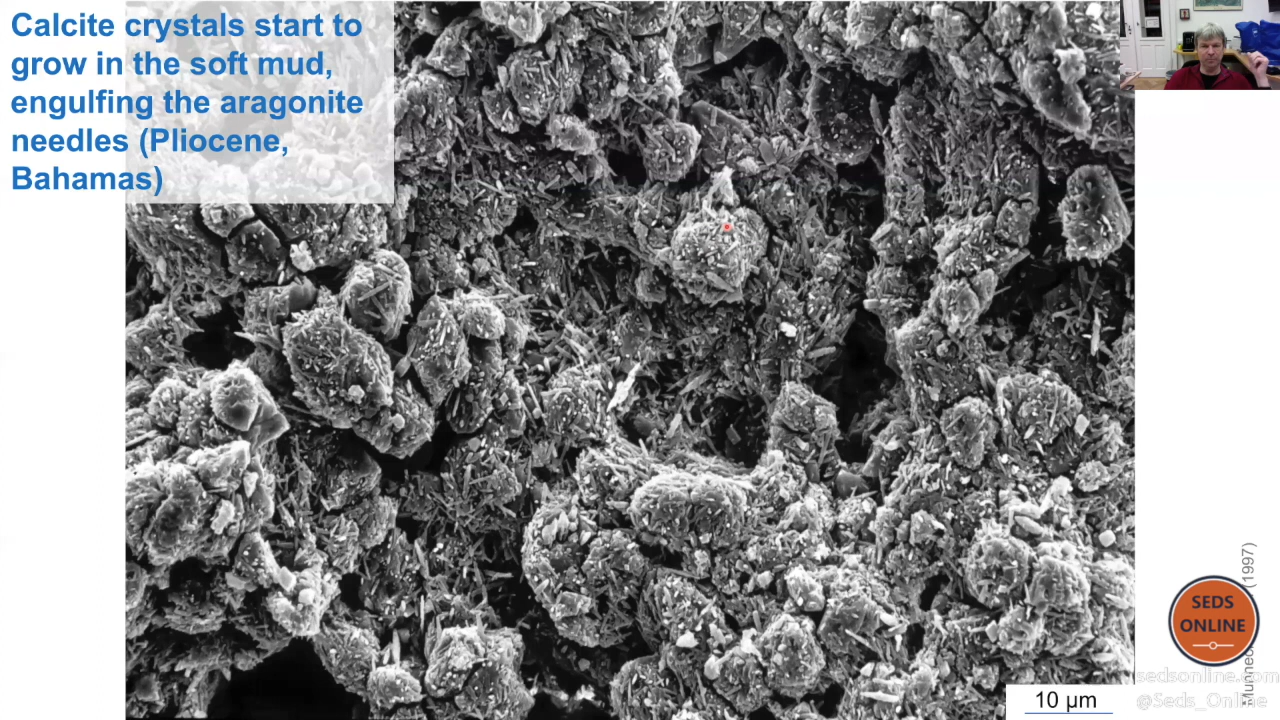 Calcite crystals start to
grow in the soft mud,
engulfing the aragonite
needles (Pliocene,
Bahamas)
(1997)
SEDS
ONLINE
sedsonline.com
@Seds_Online
10 µm